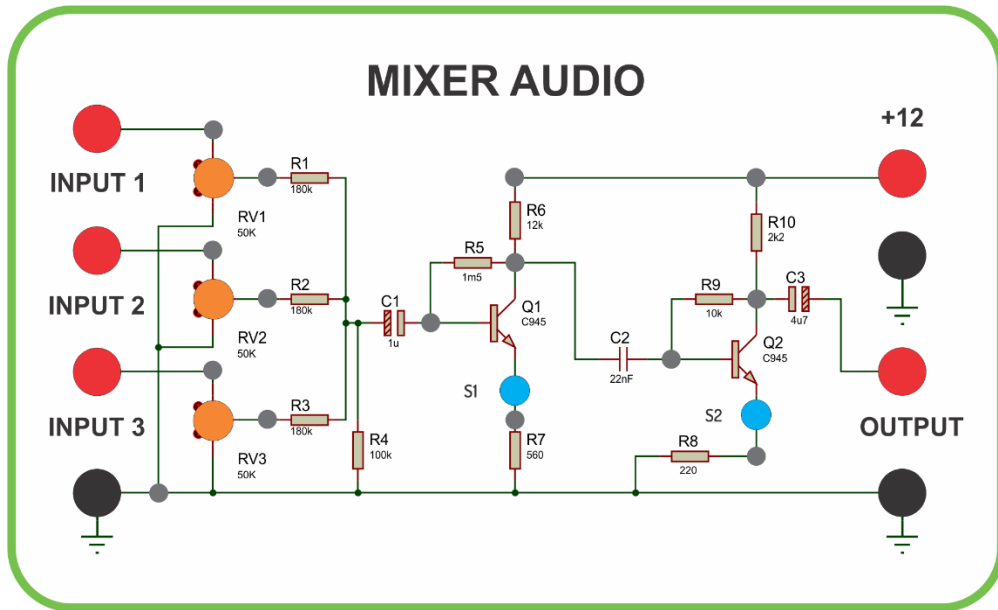 MIXER AUDIO
+12
INPUT 1
RV1
50K
R1
180k
INPUT 2
RV2
50K
R2
180k
INPUT 3
RV3
50K
R3
180k
R4
100k
C1
1u
R5
1m5
R6
12k
Q1
C945
S1
R7
560
C2
22nF
R9
10k
R10
2k2
C3
4u7
Q2
C945
S2
R8
220
OUTPUT